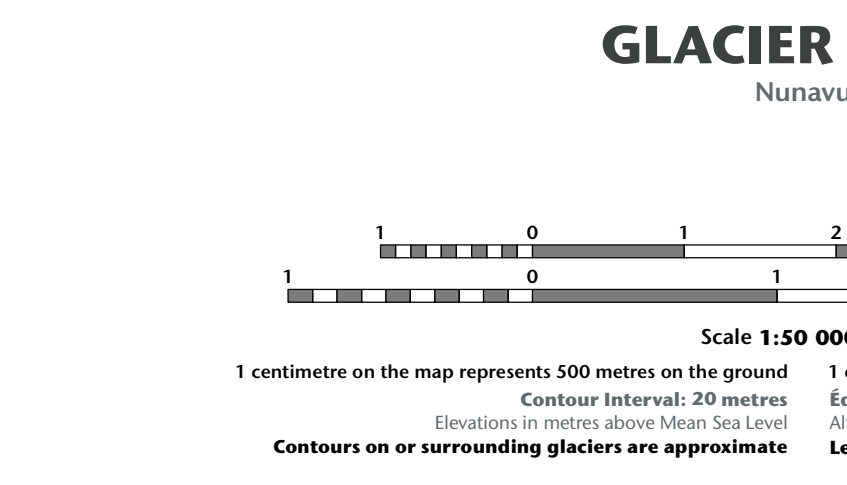 GLACIER
Nunavu
1 0 1 2
1 0 1
Scale 1:50 000
1 centimetre on the map represents 500 metres on the ground 1 c
Contour Interval: 20 metres Éq
Elevations in metres above Mean Sea Level Al
Contours on or surrounding glaciers are approximate Le